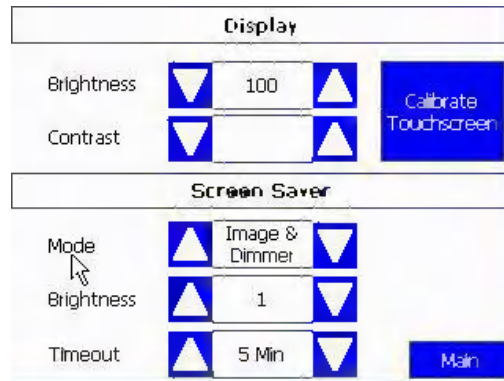 Display
Brightness 100
Calibrate
Touchscreen
Contrast
Screen Saver
Mode Image &
Dimmer
Brightness 1
Timeout 5 Min
Main